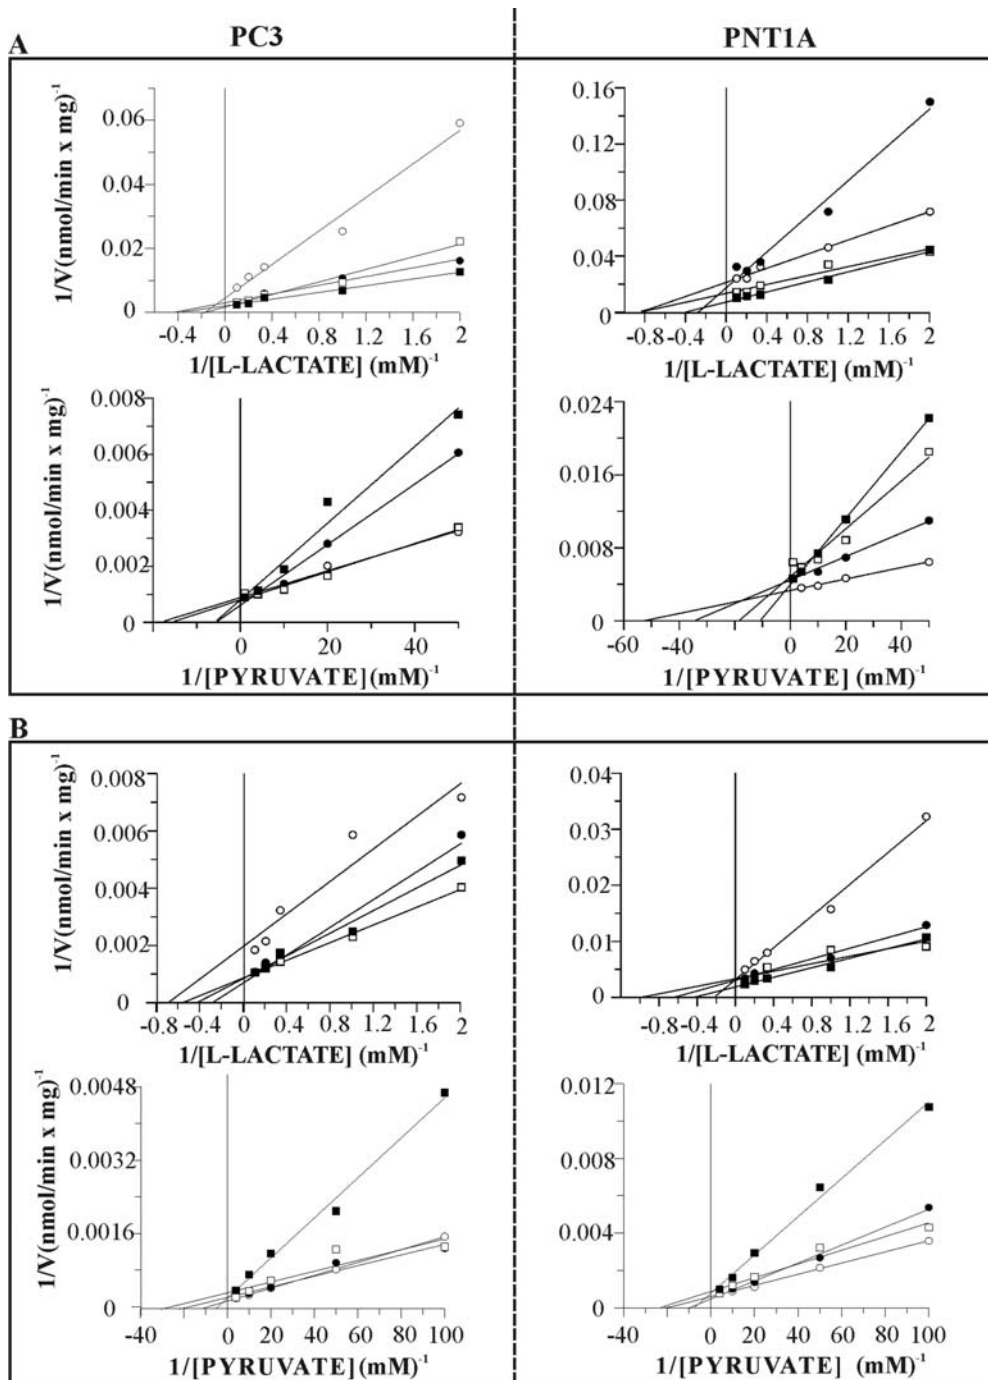 A
PC3
PNT1A
1/V(nmol/min x mg)-1
0.06
0.04
0.02
0
0 0.4 0.8 1.2 1.6 2
1/[L-LACTATE] (mM)-1
0.16
0.12
0.08
0.04
0
-0.8 -0.4 0 0.4 0.8 1.2 1.6 2
1/[L-LACTATE] (mM)-1
1/V(nmol/min x mg)-1
0.008
0.006
0.004
0.002
0
0 20 40
1/[PYRUVATE] (mM)-1
0.024
0.016
0.008
0
-60 -40 -20 0 20 40
1/[PYRUVATE] (mM)-1
B
1/V(nmol/min x mg)-1
0.008
0.006
0.004
0.002
0
-0.8 -0.4 0 0.4 0.8 1.2 1.6 2
1/[L-LACTATE] (mM)-1
0.04
0.03
0.02
0.01
0
-0.8 -0.4 0 0.4 0.8 1.2 1.6 2
1/[L-LACTATE] (mM)-1
1/V(nmol/min x mg)-1
0.0048
0.0032
0.0016
0
-40 -20 0 20 40 60 80 100
1/[PYRUVATE] (mM)-1
0.012
0.008
0.004
0
-40 -20 0 20 40 60 80 100
1/[PYRUVATE] (mM)-1